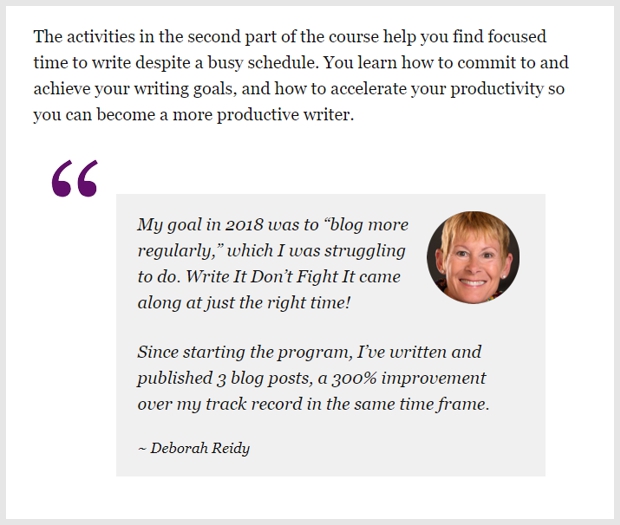 The activities in the second part of the course help you find focused
time to write despite a busy schedule. You learn how to commit to and
achieve your writing goals, and how to accelerate your productivity so
you can become a more productive writer.
“
My goal in 2018 was to “blog more
regularly,” which I was struggling
to do. Write It Don’t Fight It came
along at just the right time!
Since starting the program, I’ve written and
published 3 blog posts, a 300% improvement
over my track record in the same time frame.
~ Deborah Reidy